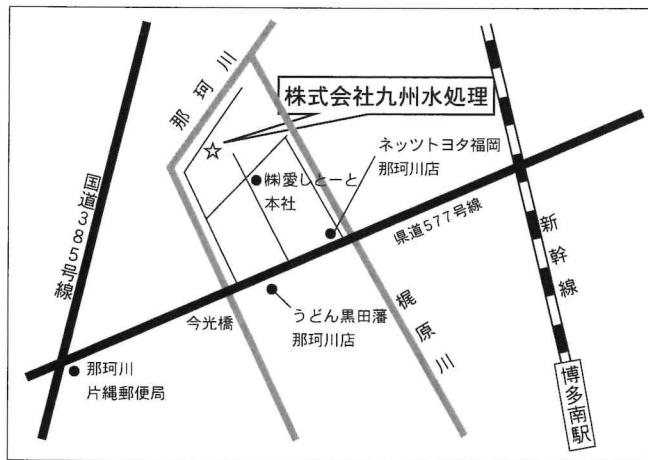 那珂川
株式会社九州水処理
ネッツトヨタ福岡
那珂川店
㈱愛しとーと
本社
国道385号線
県道577号線
新幹線
うどん黒田藩
那珂川店
今光橋
梶原川
那珂川
片縄郵便局
博多南駅